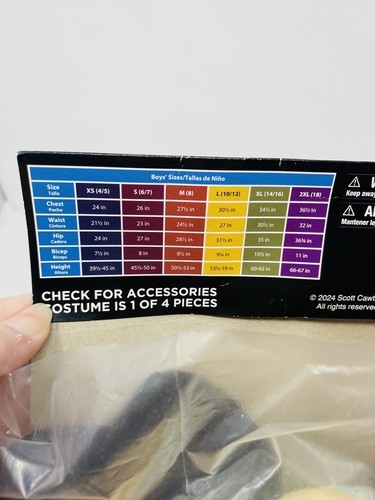 Boys' Sizes/Tallas de Niño
Size Talla XS (4/5) S (6/7) M (8) L (10/12) XL (14/16) 2XL (18)
Chest Pecho 24 in 26 in 27½ in 30½ in 34½ in 36½ in
Waist Cintura 21½ in 23 in 24½ in 27 in 30½ in 32 in
Hip Cadera 24 in 27 in 28½ in 31½ in 35 in 36¾ in
Bicep Bíceps 7½ in 8 in 8½ in 9¼ in 10½ in 11 in
Height Altura 39½-45 in 45½-50 in 50½-53 in 53½-59 in 60-65 in 66-67 in
CHECK FOR ACCESSORIES
COSTUME IS 1 OF 4 PIECES
Keep away
Mantener le
© 2024 Scott Cawt
All rights reserve